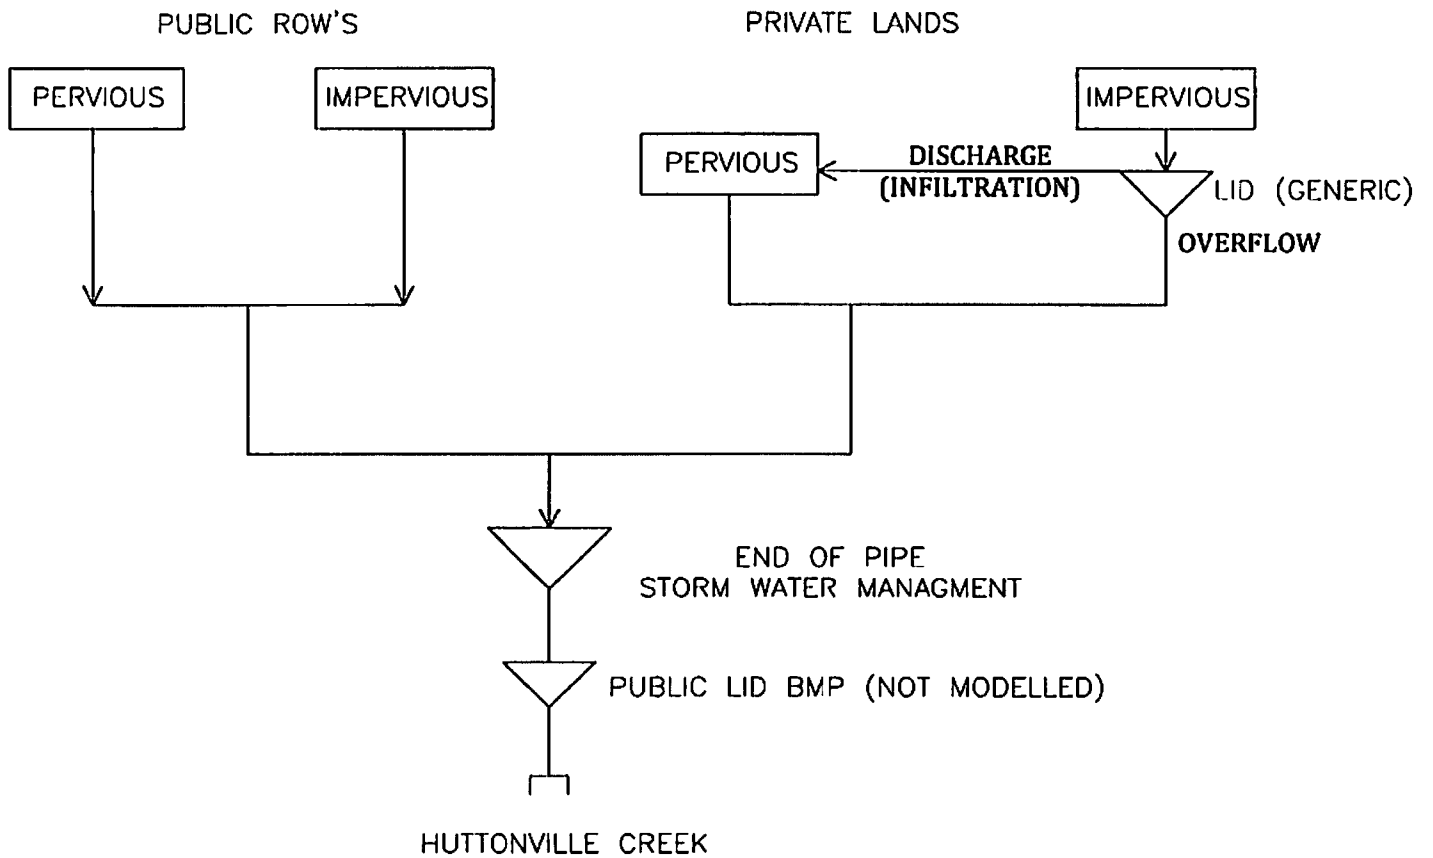 PUBLIC ROW'S
PRIVATE LANDS
PERVIOUS
IMPERVIOUS
IMPERVIOUS
PERVIOUS
DISCHARGE
(INFILTRATION)
LID (GENERIC)
OVERFLOW
END OF PIPE
STORM WATER MANAGMENT
PUBLIC LID BMP (NOT MODELLED)
HUTTONVILLE CREEK